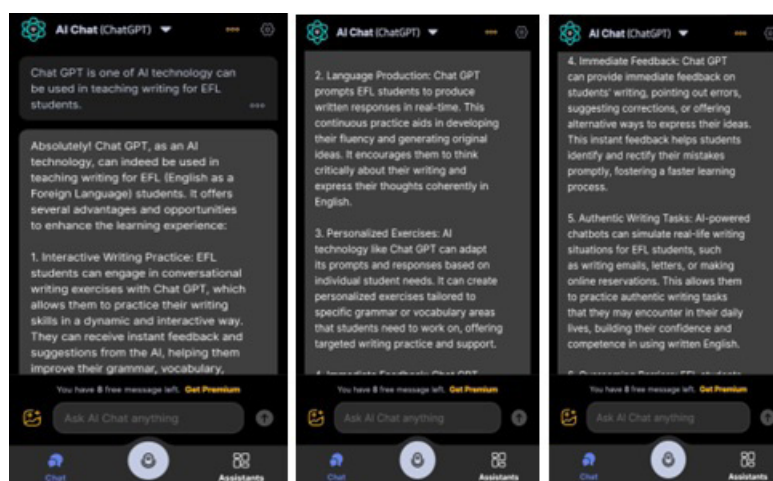 AI Chat (ChatGPT)
Chat GPT is one of AI technology can
be used in teaching writing for EFL
students.
Absolutely! Chat GPT, as an AI
technology, can indeed be used in
teaching writing for EFL (English as a
Foreign Language) students. It offers
several advantages and opportunities
to enhance the learning experience:
1. Interactive Writing Practice: EFL
students can engage in conversational
writing exercises with Chat GPT, which
allows them to practice their writing
skills in a dynamic and interactive way.
They can receive instant feedback and
suggestions from the AI, helping them
improve their grammar, vocabulary,
You have 8 free message left. Get Premium
Ask AI Chat anything
Chat
Assistants
AI Chat (ChatGPT)
2. Language Production: Chat GPT
prompts EFL students to produce
written responses in real-time. This
continuous practice aids in developing
their fluency and generating original
ideas. It encourages them to think
critically about their writing and
express their thoughts coherently in
English.
3. Personalized Exercises: AI
technology like Chat GPT can adapt
its prompts and responses based on
individual student needs. It can create
personalized exercises tailored to
specific grammar or vocabulary areas
that students need to work on, offering
targeted writing practice and support.
4. Immediate Feedback: Chat GPT
You have 8 free message left. Get Premium
Ask AI Chat anything
Chat
Assistants
AI Chat (ChatGPT)
4. Immediate Feedback: Chat GPT
can provide immediate feedback on
students' writing, pointing out errors,
suggesting corrections, or offering
alternative ways to express their ideas.
This instant feedback helps students
identify and rectify their mistakes
promptly, fostering a faster learning
process.
5. Authentic Writing Tasks: AI-powered
chatbots can simulate real-life writing
situations for EFL students, such
as writing emails, letters, or making
online reservations. This allows them
to practice authentic writing tasks
that they may encounter in their daily
lives, building their confidence and
competence in using written English.
6. Overcoming Barriers: EFL students
You have 8 free message left. Get Premium
Ask AI Chat anything
Chat
Assistants